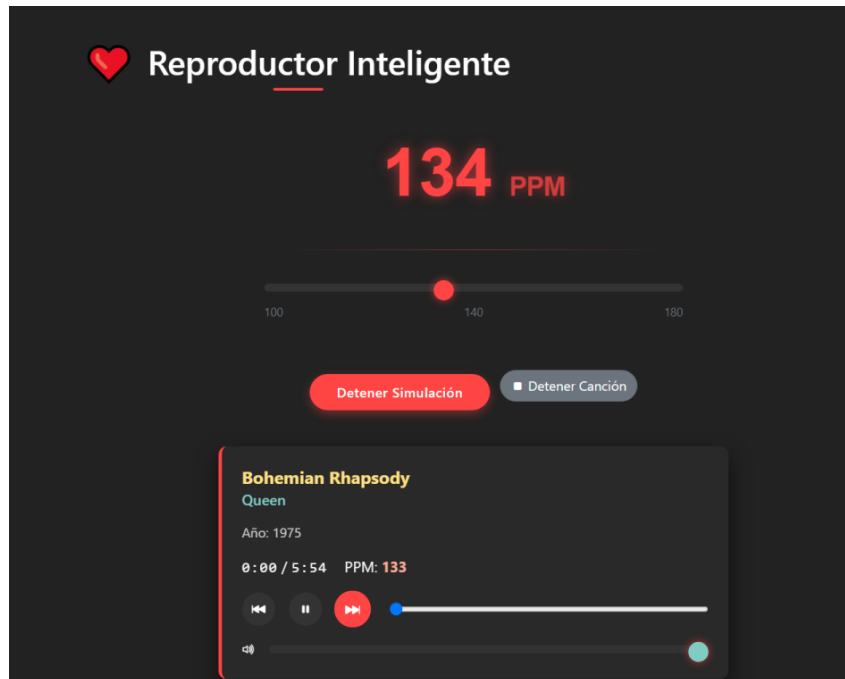 Reproductor Inteligente
134 PPM
100 140 180
Detener Simulación
Detener Canción
Bohemian Rhapsody
Queen
Año: 1975
0:00 / 5:54 PPM: 133